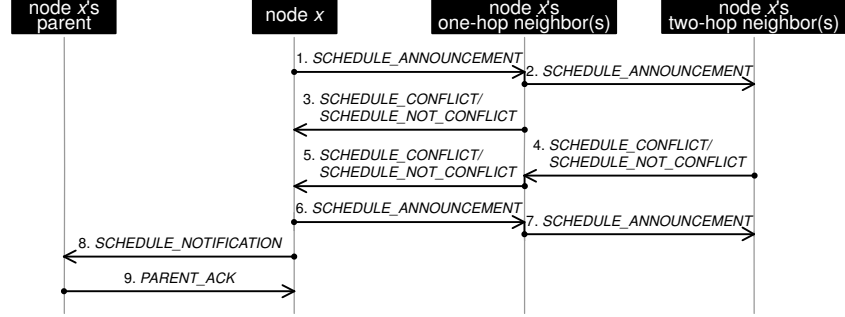 node x's
parent
node x
node x's
one-hop neighbor(s)
node x's
two-hop neighbor(s)
1. SCHEDULE_ANNOUNCEMENT
2. SCHEDULE_ANNOUNCEMENT
3. SCHEDULE_CONFLICT/
SCHEDULE_NOT_CONFLICT
4. SCHEDULE_CONFLICT/
SCHEDULE_NOT_CONFLICT
5. SCHEDULE_CONFLICT/
SCHEDULE_NOT_CONFLICT
6. SCHEDULE_ANNOUNCEMENT
7. SCHEDULE_ANNOUNCEMENT
8. SCHEDULE_NOTIFICATION
9. PARENT_ACK